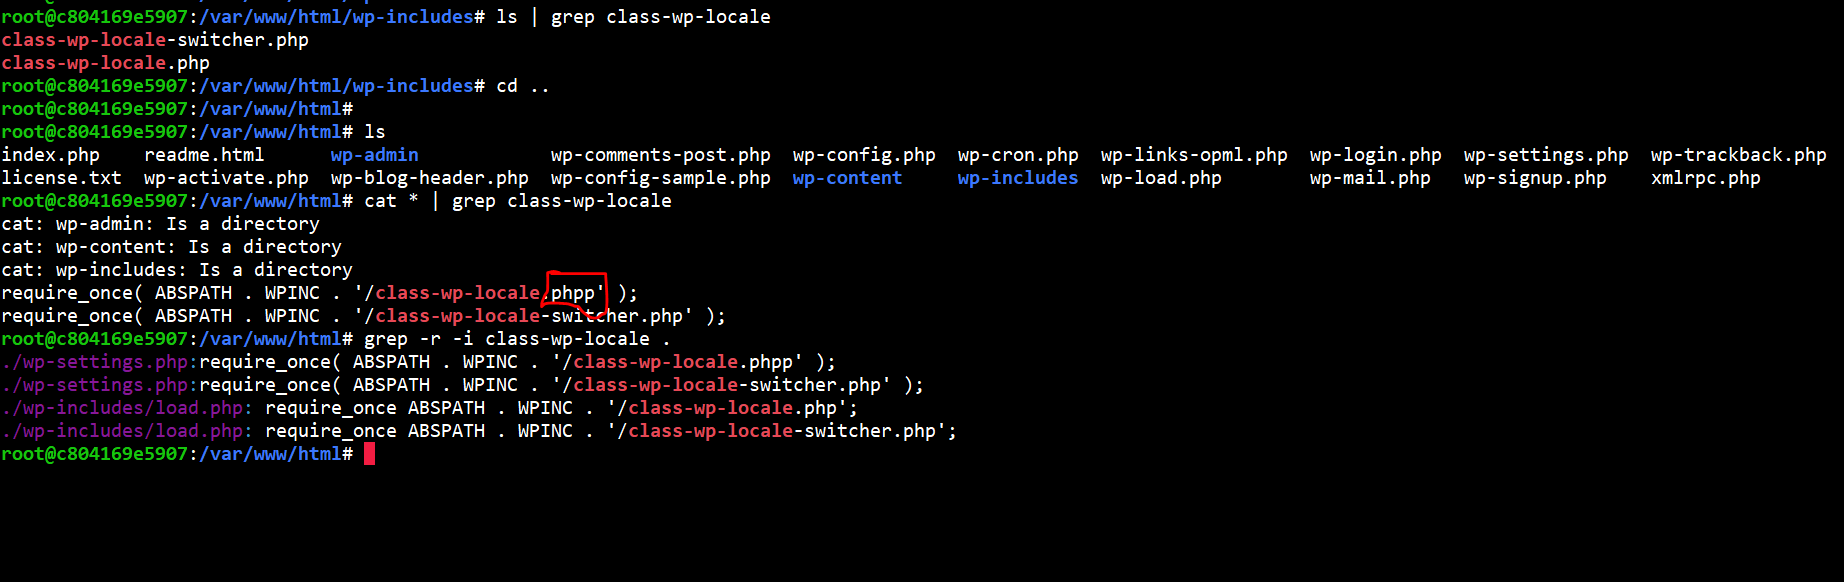 root@c804169e5907:/var/www/html/wp-includes# ls | grep class-wp-locale
class-wp-locale-switcher.php
class-wp-locale.php
root@c804169e5907:/var/www/html/wp-includes# cd ..
root@c804169e5907:/var/www/html#
root@c804169e5907:/var/www/html# ls
index.php    readme.html      wp-admin            wp-comments-post.php  wp-config.php  wp-cron.php  wp-links-opml.php  wp-login.php  wp-settings.php  wp-trackback.php
license.txt  wp-activate.php  wp-blog-header.php  wp-config-sample.php  wp-content     wp-includes  wp-load.php        wp-mail.php   wp-signup.php    xmlrpc.php
root@c804169e5907:/var/www/html# cat * | grep class-wp-locale
cat: wp-admin: Is a directory
cat: wp-content: Is a directory
cat: wp-includes: Is a directory
require_once( ABSPATH . WPINC . '/class-wp-locale.phpp' );
require_once( ABSPATH . WPINC . '/class-wp-locale-switcher.php' );
root@c804169e5907:/var/www/html# grep -r -i class-wp-locale .
./wp-settings.php:require_once( ABSPATH . WPINC . '/class-wp-locale.phpp' );
./wp-settings.php:require_once( ABSPATH . WPINC . '/class-wp-locale-switcher.php' );
./wp-includes/load.php: require_once ABSPATH . WPINC . '/class-wp-locale.php';
./wp-includes/load.php: require_once ABSPATH . WPINC . '/class-wp-locale-switcher.php';
root@c804169e5907:/var/www/html#